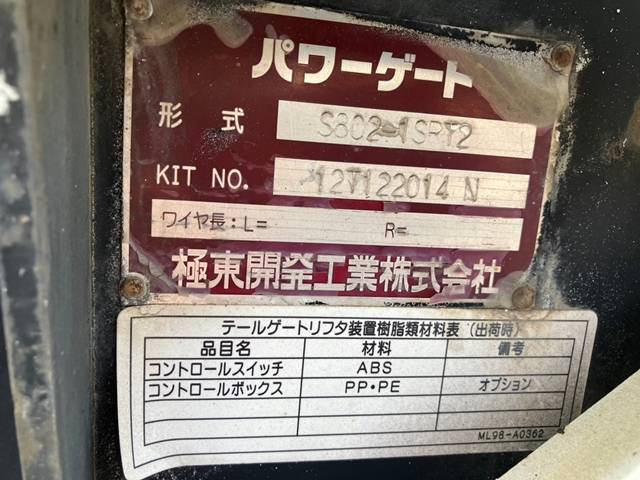 パワーゲート
形式 S802-1SRT2
KIT NO. 12T122014 N
ワイヤ長:L= R=
極東開発工業株式会社
テールゲートリフタ装置樹脂類材料表(出荷時)
品目名 材料 備考
コントロールスイッチ ABS
コントロールボックス PP・PE オプション
ML98-A0362